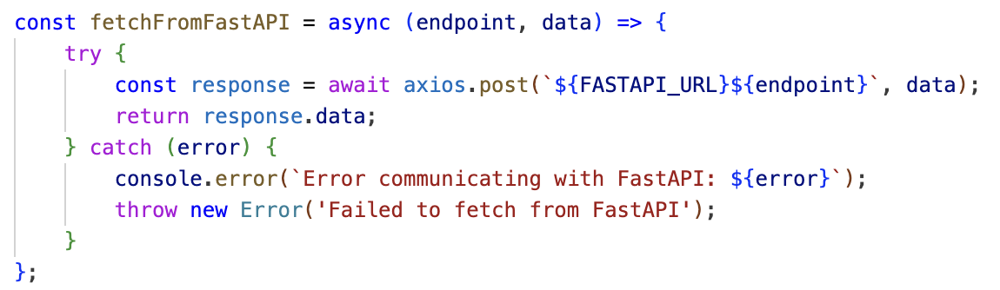 const fetchFromFastAPI = async (endpoint, data) => {
    try {
        const response = await axios.post(`${FASTAPI_URL}${endpoint}`, data);
        return response.data;
    } catch (error) {
        console.error(`Error communicating with FastAPI: ${error}`);
        throw new Error('Failed to fetch from FastAPI');
    }
};